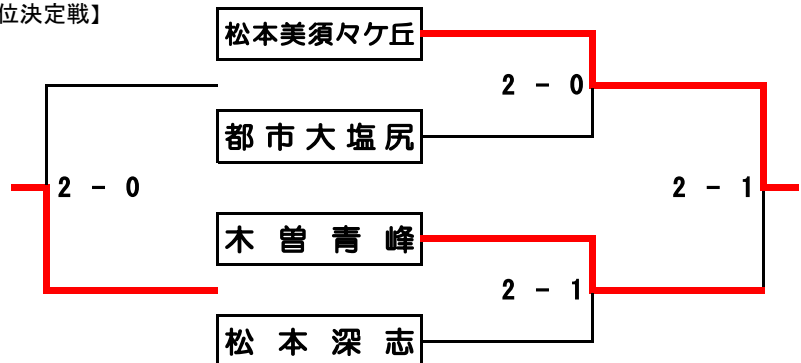 位決定戦】
松本美須々ケ丘
2 - 0
都市大塩尻
2 - 0
2 - 1
木曽青峰
2 - 1
松本深志